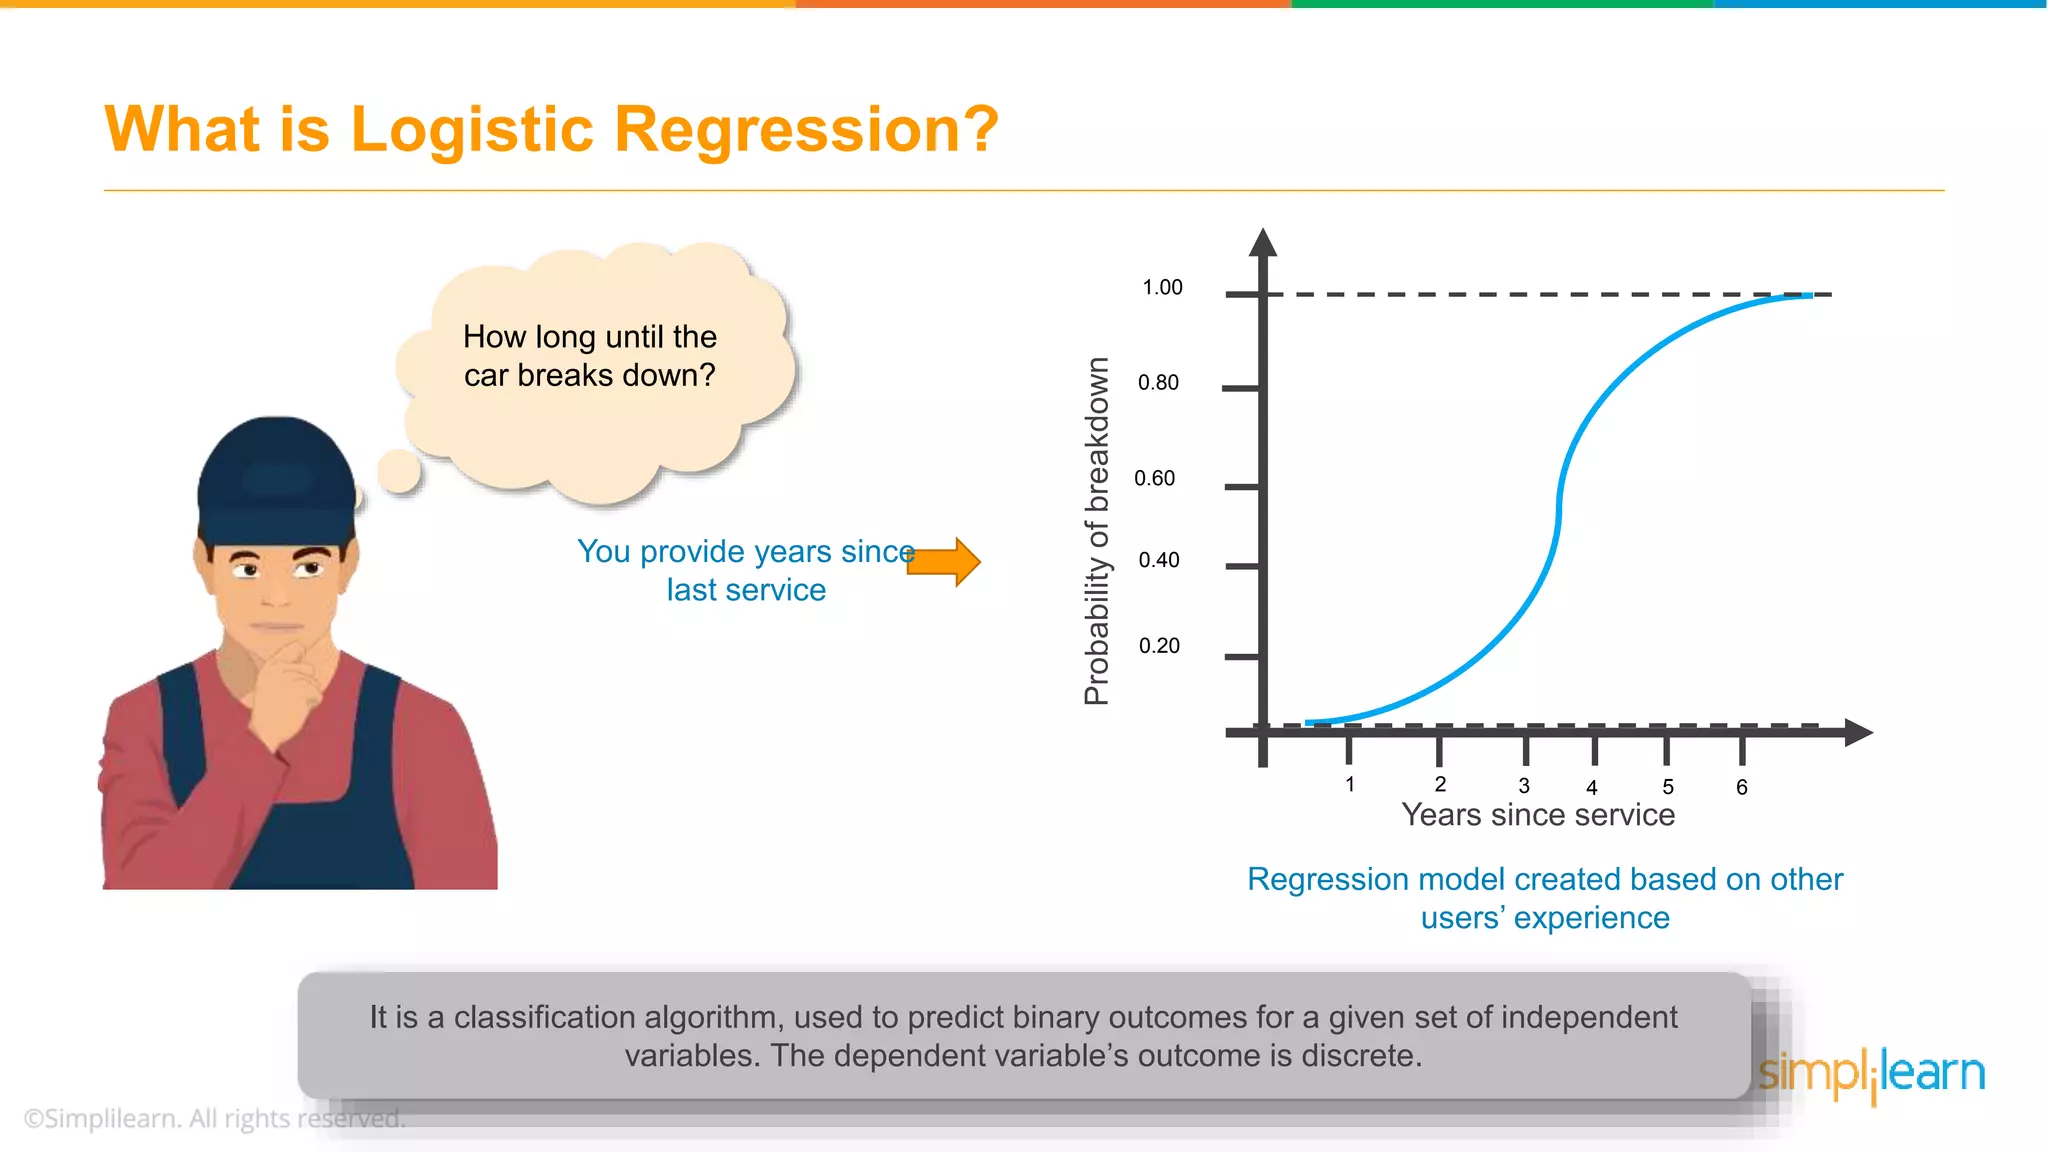 What is Logistic Regression?
How long until the
car breaks down?
You provide years since
last service
Probability of breakdown
1.00
0.80
0.60
0.40
0.20
1 2 3 4 5 6
Years since service
Regression model created based on other
users’ experience
It is a classification algorithm, used to predict binary outcomes for a given set of independent
variables. The dependent variable’s outcome is discrete.
simplilearn
©Simplilearn. All rights reserved.